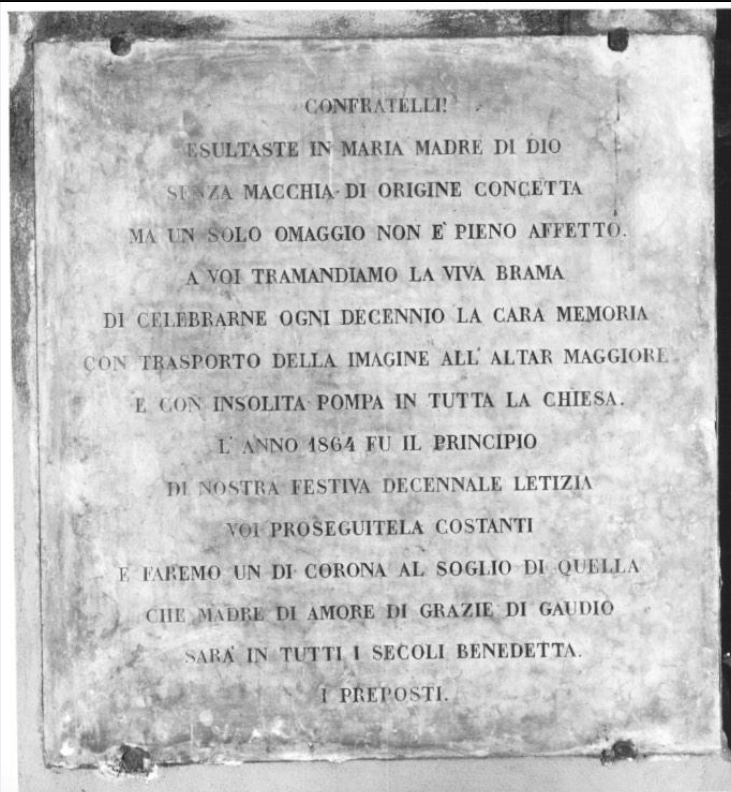 CONFRATELLI!
ESULTASTE IN MARIA MADRE DI DIO
SENZA MACCHIA DI ORIGINE CONCETTA
MA UN SOLO OMAGGIO NON E' PIENO AFFETTO.
A VOI TRAMANDIAMO LA VIVA BRAMA
DI CELEBRARNE OGNI DECENNIO LA CARA MEMORIA
CON TRASPORTO DELLA IMAGINE ALL' ALTAR MAGGIORE
E CON INSOLITA POMPA IN TUTTA LA CHIESA.
L' ANNO 1864 FU IL PRINCIPIO
DI NOSTRA FESTIVA DECENNALE LETIZIA
VOI PROSEGUITELA COSTANTI
E FAREMO UN DI CORONA AL SOGLIO DI QUELLA
CHE MADRE DI AMORE DI GRAZIE DI GAUDIO
SARA' IN TUTTI I SECOLI BENEDETTA.
I PREPOSTI.